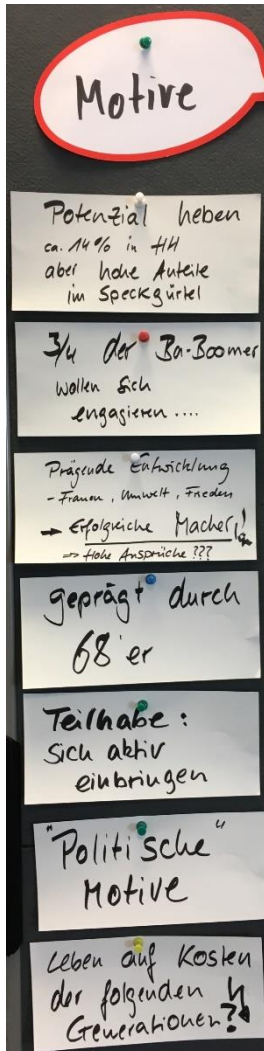 Motive
Potenzial heben
ca. 14% in HH
aber hohe Anteile
im Speckgürtel
3/4 der Ba-Boomer
wollen sich
engagieren ....
Prägende Entwicklung
- Frauen, Umwelt, Frieden
→ Erfolgreiche Macher!
⇒ Hohe Ansprüche ???
geprägt durch
68'er
Teilhabe:
Sich aktiv
einbringen
"Politische"
Motive
Leben auf Kosten
der folgenden
Generationen?